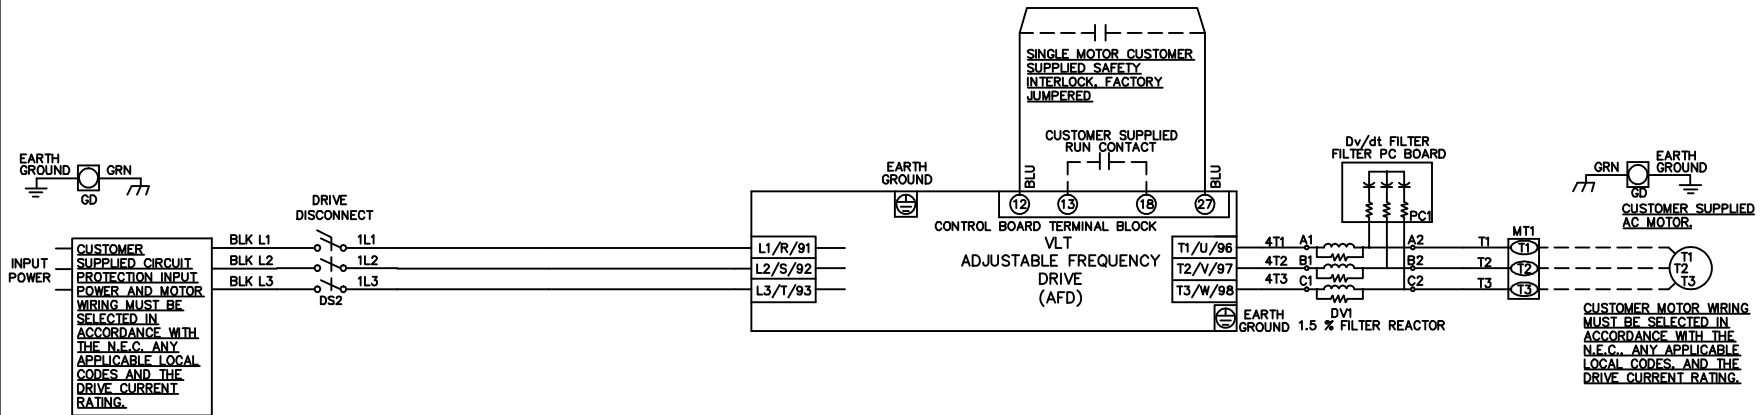 SINGLE MOTOR CUSTOMER
SUPPLIED SAFETY
INTERLOCK, FACTORY
JUMPERED
CUSTOMER SUPPLIED
RUN CONTACT
BLU
BLU
Dv/dt FILTER
FILTER PC BOARD
PC1
EARTH
GROUND
GRN
GD
DRIVE
DISCONNECT
EARTH
GROUND
12
13
18
27
CONTROL BOARD TERMINAL BLOCK
GRN
EARTH
GROUND
GD
CUSTOMER SUPPLIED
AC MOTOR.
INPUT
POWER
CUSTOMER
SUPPLIED CIRCUIT
PROTECTION INPUT
POWER AND MOTOR
WIRING MUST BE
SELECTED IN
ACCORDANCE WITH
THE N.E.C. ANY
APPLICABLE LOCAL
CODES AND THE
DRIVE CURRENT
RATING.
BLK L1
BLK L2
BLK L3
1L1
1L2
1L3
DS2
L1/R/91
L2/S/92
L3/T/93
VLT
ADJUSTABLE FREQUENCY
DRIVE
(AFD)
T1/U/96
T2/V/97
T3/W/98
EARTH
GROUND
4T1
4T2
4T3
A1
B1
C1
A2
B2
C2
DV1
1.5 % FILTER REACTOR
T1
T2
T3
MT1
T1
T2
T3
T1
T2
T3
CUSTOMER MOTOR WIRING
MUST BE SELECTED IN
ACCORDANCE WITH THE
N.E.C., ANY APPLICABLE
LOCAL CODES, AND THE
DRIVE CURRENT RATING.